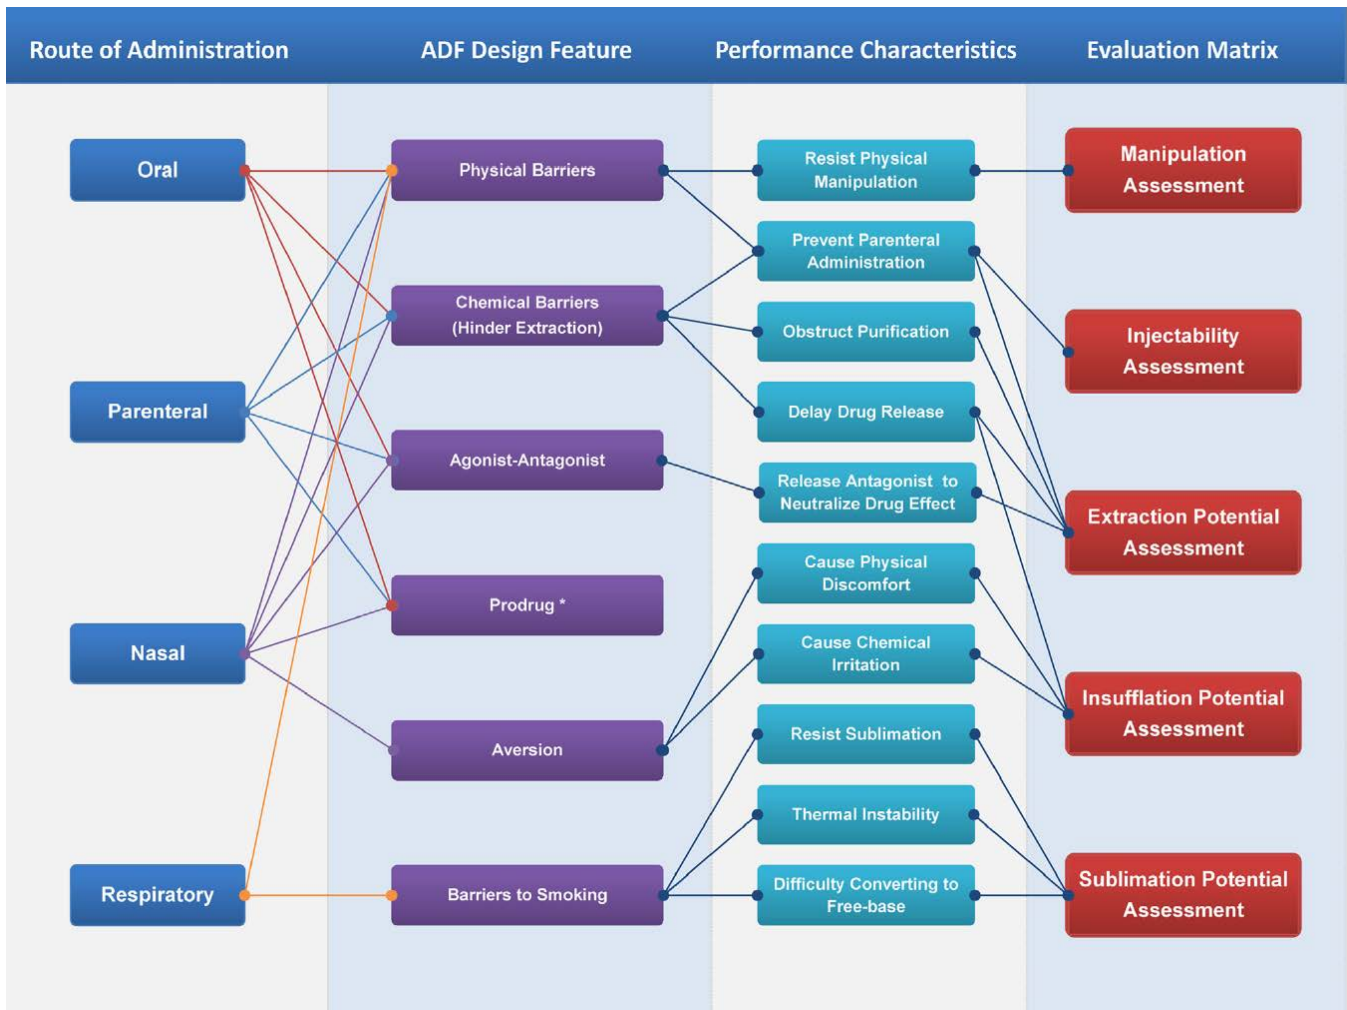 Route of Administration
ADF Design Feature
Performance Characteristics
Evaluation Matrix
Oral
Parenteral
Nasal
Respiratory
Physical Barriers
Chemical Barriers
(Hinder Extraction)
Agonist-Antagonist
Prodrug *
Aversion
Barriers to Smoking
Resist Physical
Manipulation
Prevent Parenteral
Administration
Obstruct Purification
Delay Drug Release
Release Antagonist to
Neutralize Drug Effect
Cause Physical
Discomfort
Cause Chemical
Irritation
Resist Sublimation
Thermal Instability
Difficulty Converting to
Free-base
Manipulation
Assessment
Injectability
Assessment
Extraction Potential
Assessment
Insufflation Potential
Assessment
Sublimation Potential
Assessment